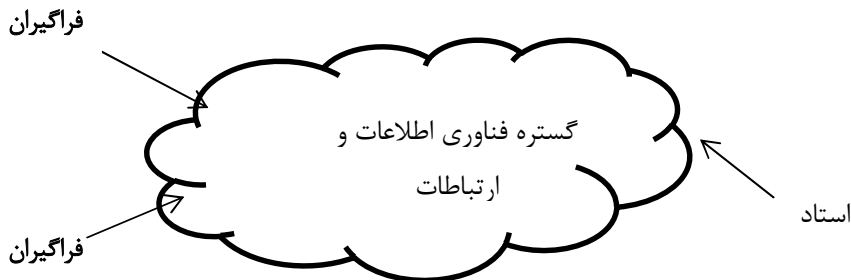 فراگیران
گستره فناوری اطلاعات و
ارتباطات
استاد
فراگیران